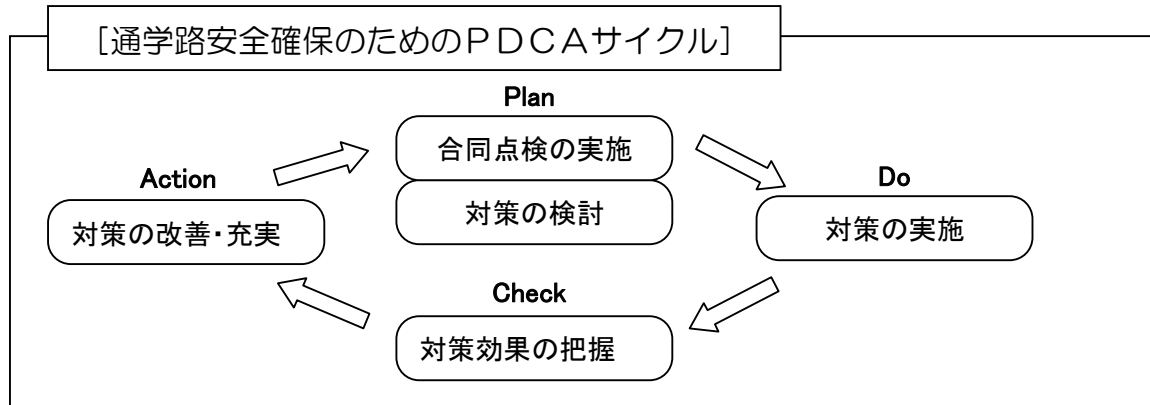 [通学路安全確保のためのPDCAサイクル]
Plan
合同点検の実施
対策の検討
Do
対策の実施
Check
対策効果の把握
Action
対策の改善・充実